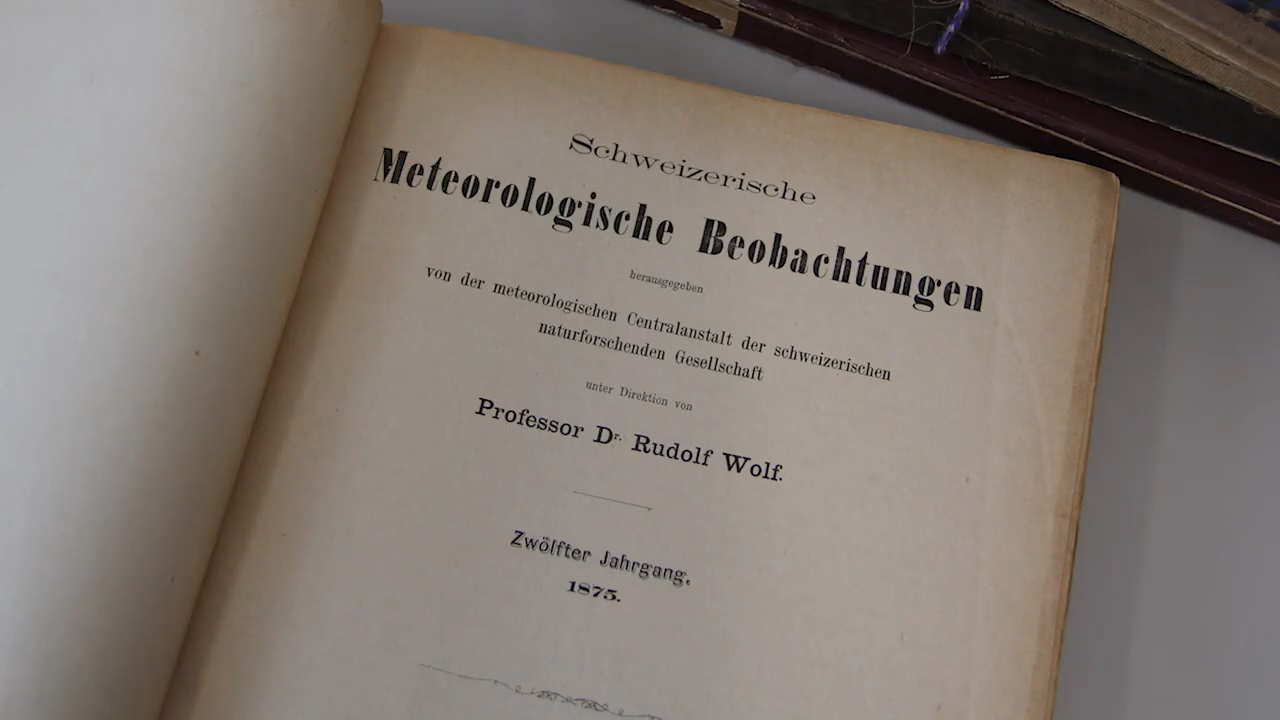 Schweizerische
Meteorologische Beobachtungen
herausgegeben
von der meteorologischen Centralanstalt der schweizerischen
naturforschenden Gesellschaft
unter Direktion von
Professor Dr. Rudolf Wolf.
Zwölfter Jahrgang.
1875.